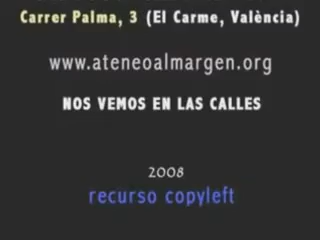 Carrer Palma, 3 (El Carme, València)
www.ateneoalmargen.org
NOS VEMOS EN LAS CALLES
2008
recurso copyleft